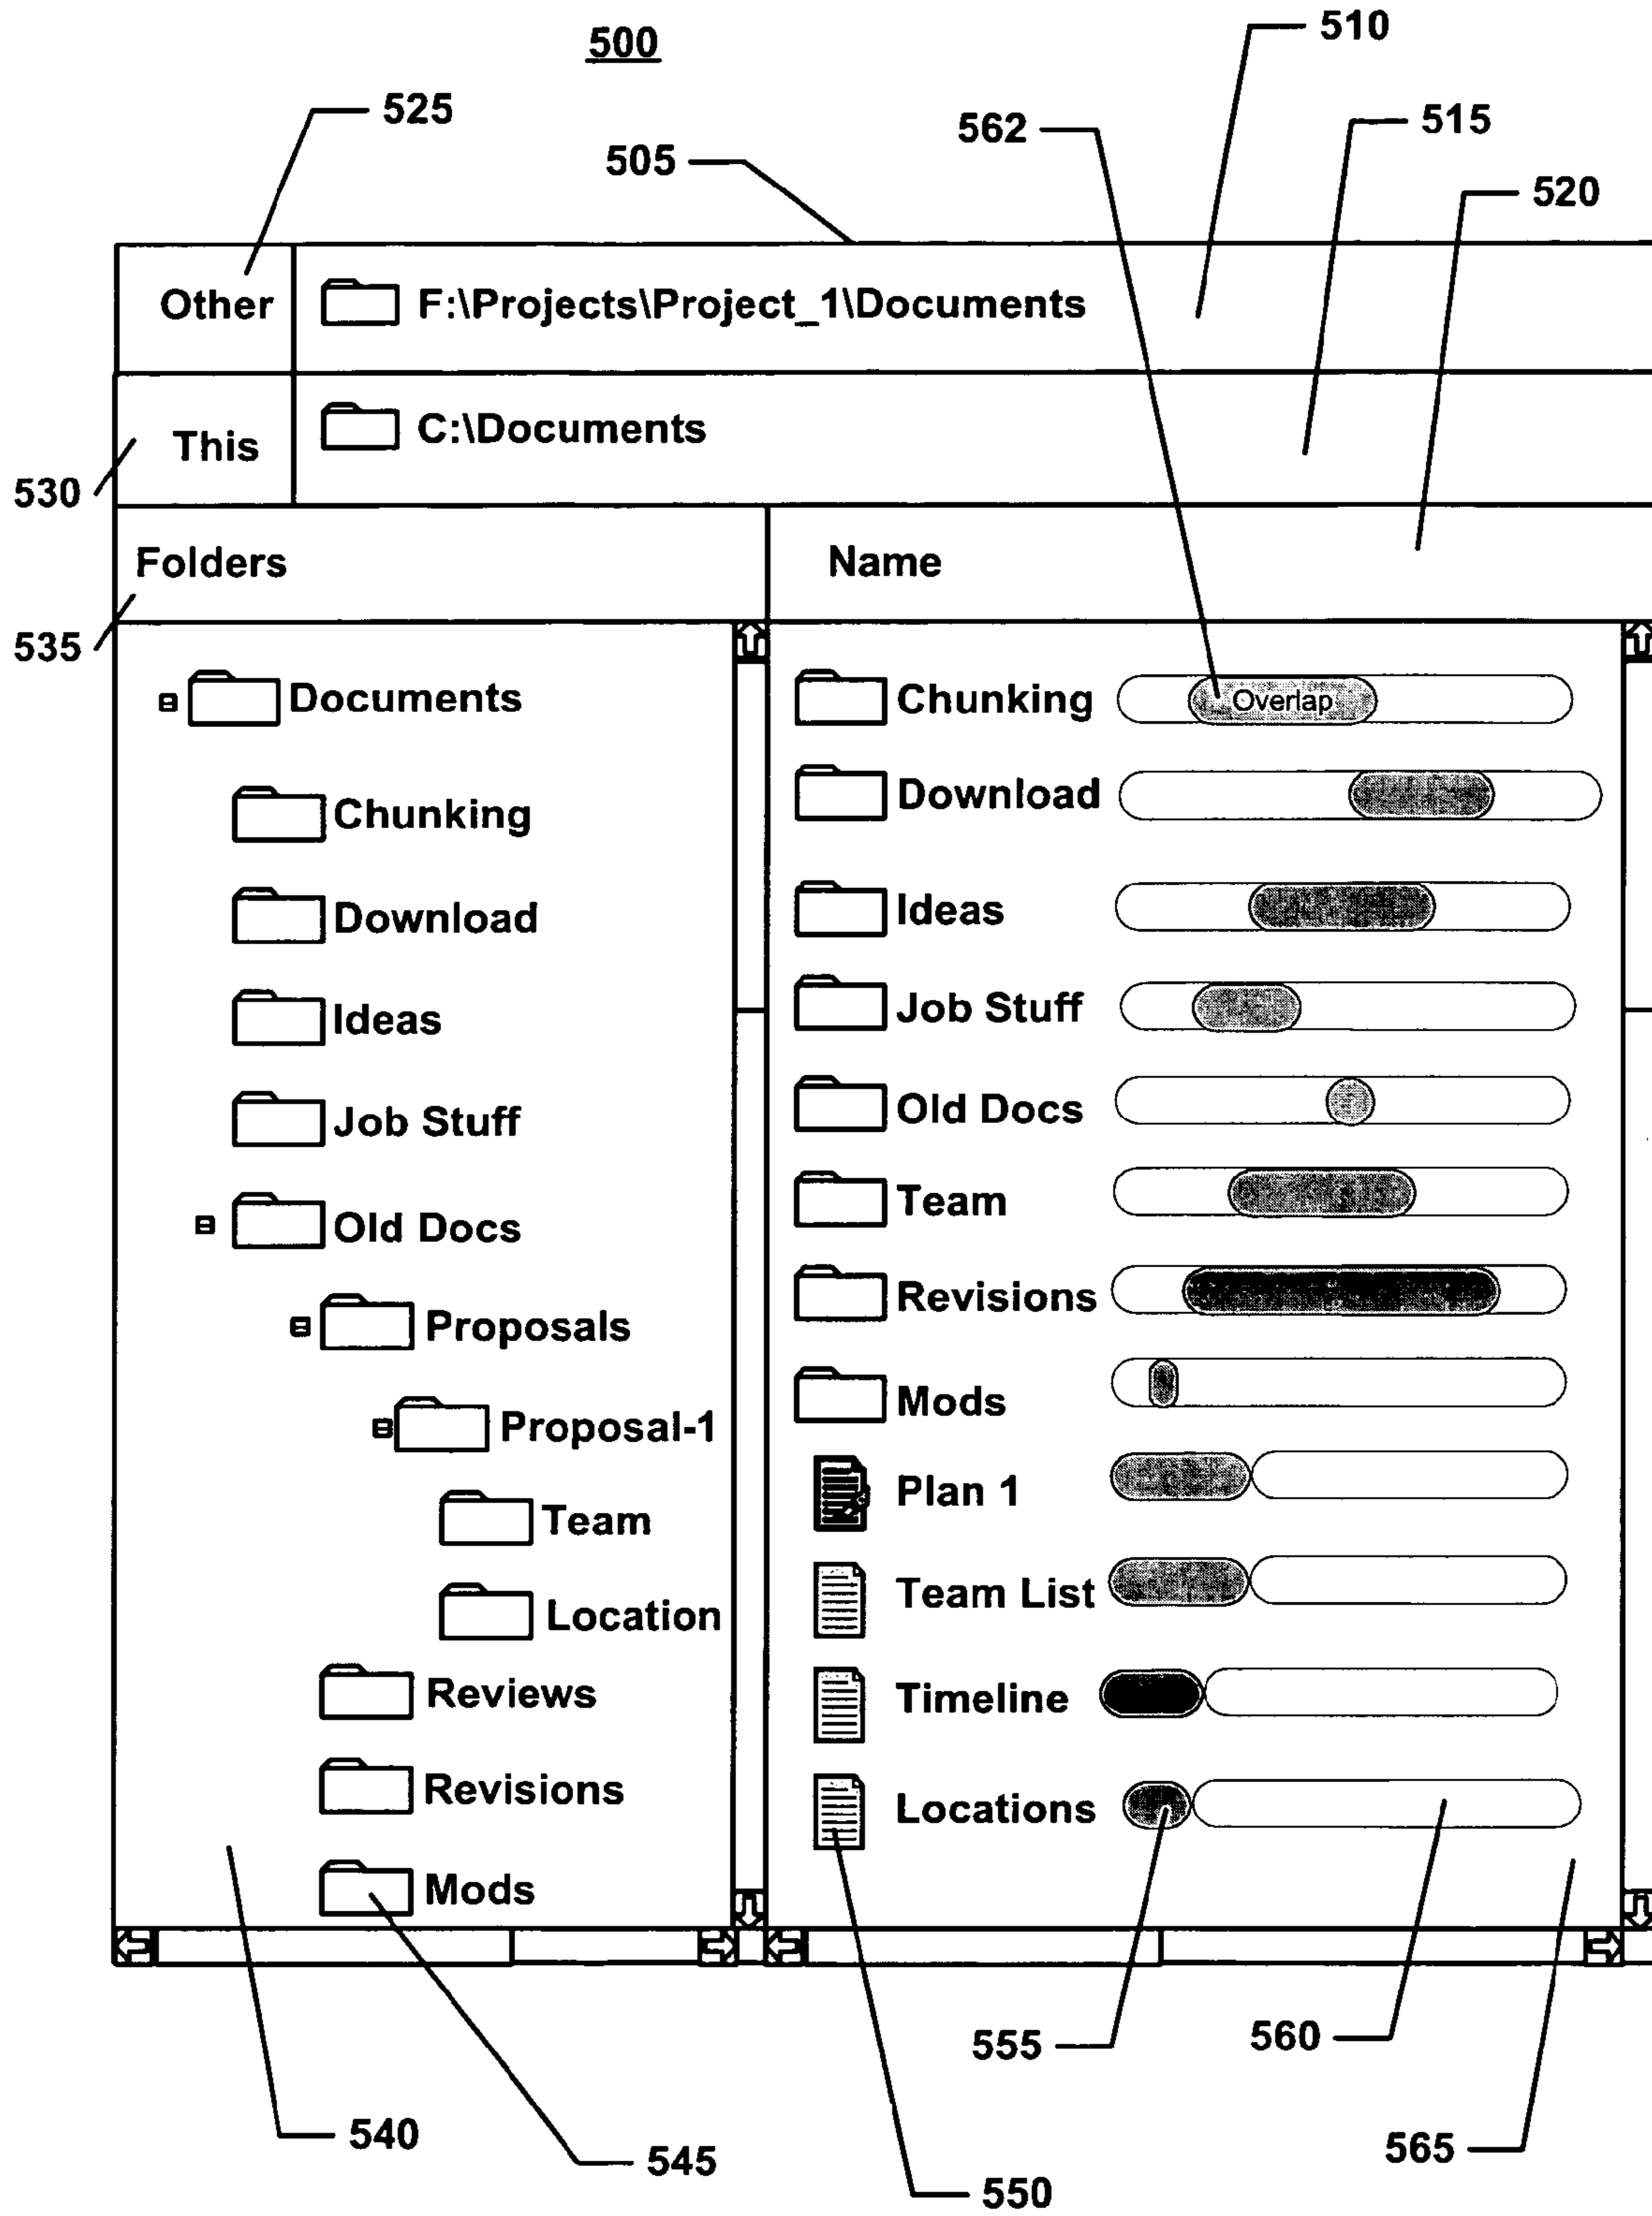 500
510
525
562
515
505
520
Other
F:\Projects\Project_1\Documents
This
C:\Documents
530
Folders
Name
535
Documents
Chunking
Download
Ideas
Job Stuff
Old Docs
Proposals
Proposal-1
Team
Location
Reviews
Revisions
Mods
Chunking
Overlap
Download
Ideas
Job Stuff
Old Docs
Team
Revisions
Mods
Plan 1
Team List
Timeline
Locations
555
560
540
545
565
550